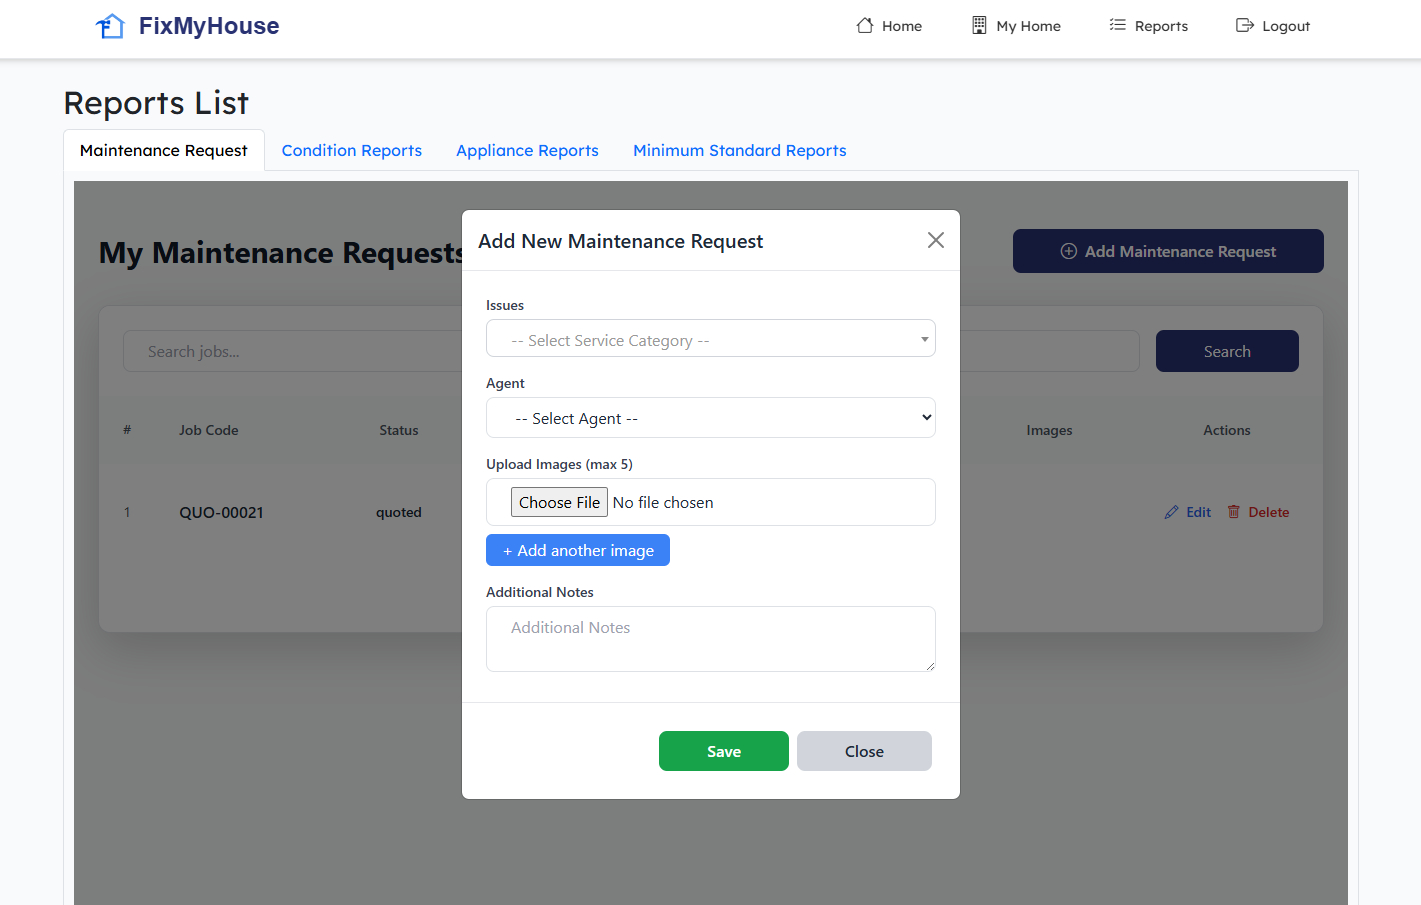 FixMyHouse
Home
My Home
Reports
Logout
Reports List
Maintenance Request
Condition Reports
Appliance Reports
Minimum Standard Reports
My Maintenance Requests
Add Maintenance Request
Search jobs...
Search
#
Job Code
Status
Images
Actions
1
QUO-00021
quoted
Edit
Delete
Add New Maintenance Request
Issues
-- Select Service Category --
Agent
-- Select Agent --
Upload Images (max 5)
Choose File No file chosen
+ Add another image
Additional Notes
Additional Notes
Save
Close